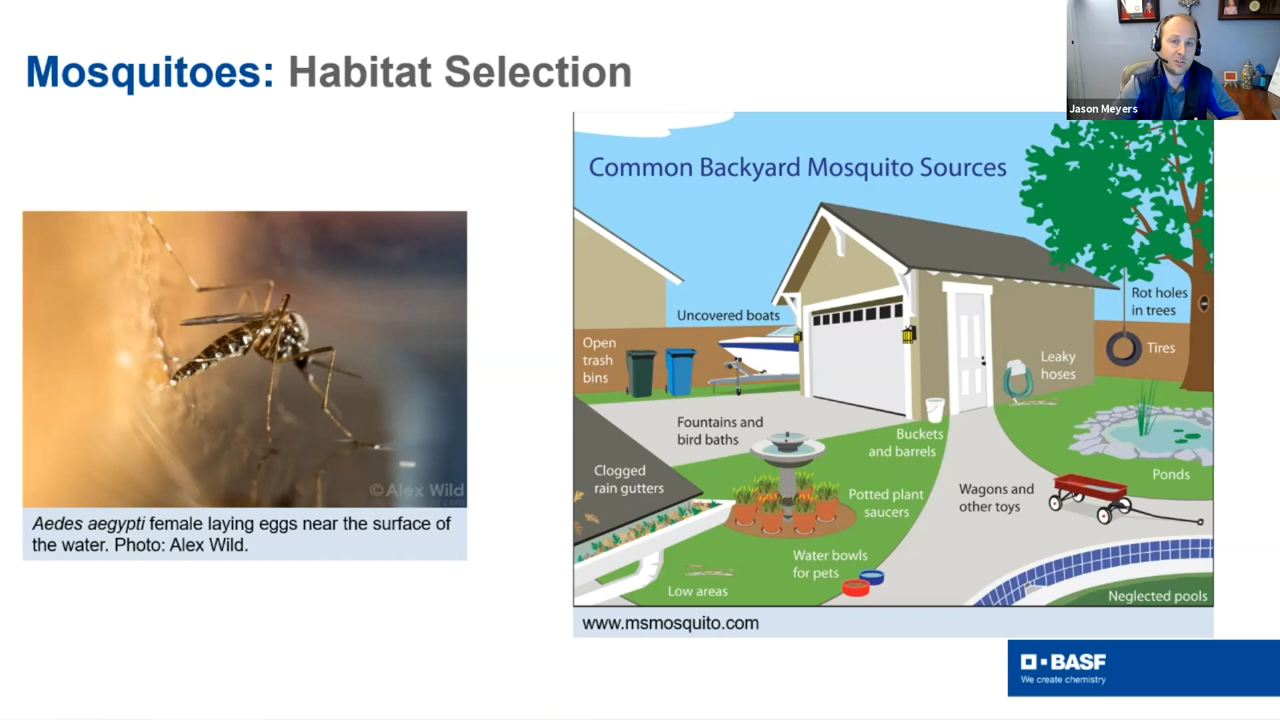 Mosquitoes: Habitat Selection
Jason Meyers
©Alex Wild
Aedes aegypti female laying eggs near the surface of
the water. Photo: Alex Wild.
Common Backyard Mosquito Sources
Uncovered boats
Open
trash
bins
Rot holes
in trees
Tires
Leaky
hoses
Fountains and
bird baths
Buckets
and barrels
Clogged
rain gutters
Potted plant
saucers
Wagons and
other toys
Ponds
Water bowls
for pets
Low areas
Neglected pools
www.msmosquito.com
BASF
We create chemistry